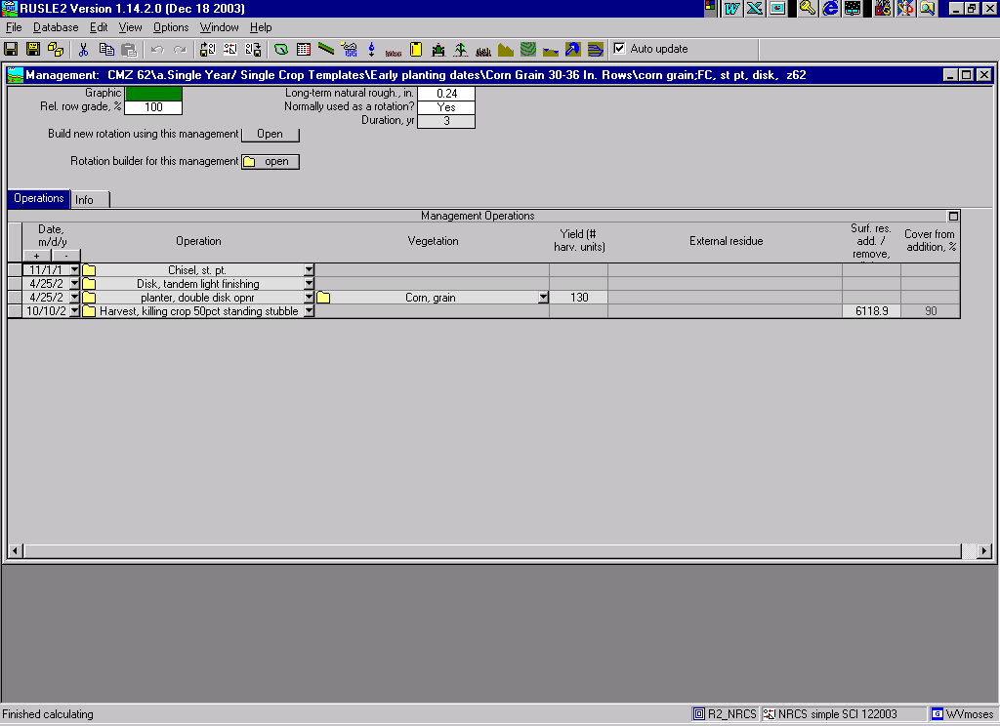 RUSLE2 Version 1.14.2.0 (Dec 18 2003)
File Database Edit View Options Window Help
Auto update
Management: CMZ 62\a.Single Year/ Single Crop Templates\Early planting dates\Corn Grain 30-36 In. Rows\corn grain;FC, st pt, disk, z62
Graphic Long-term natural rough., in. 0.24
Rel. row grade, % 100 Normally used as a rotation? Yes
Duration, yr 3
Build new rotation using this management Open
Rotation builder for this management open
Operations Info
Management Operations
Date, m/d/y Operation Vegetation Yield (# harv. units) External residue Surf. res. add. / remove, Cover from addition, %
+ -
11/1/1 Chisel, st. pt.
4/25/2 Disk, tandem light finishing
4/25/2 planter, double disk opnr Corn, grain 130
10/10/2 Harvest, killing crop 50pct standing stubble 6118.9 90
Finished calculating R2_NRCS NRCS simple SCI 122003 WVmoses